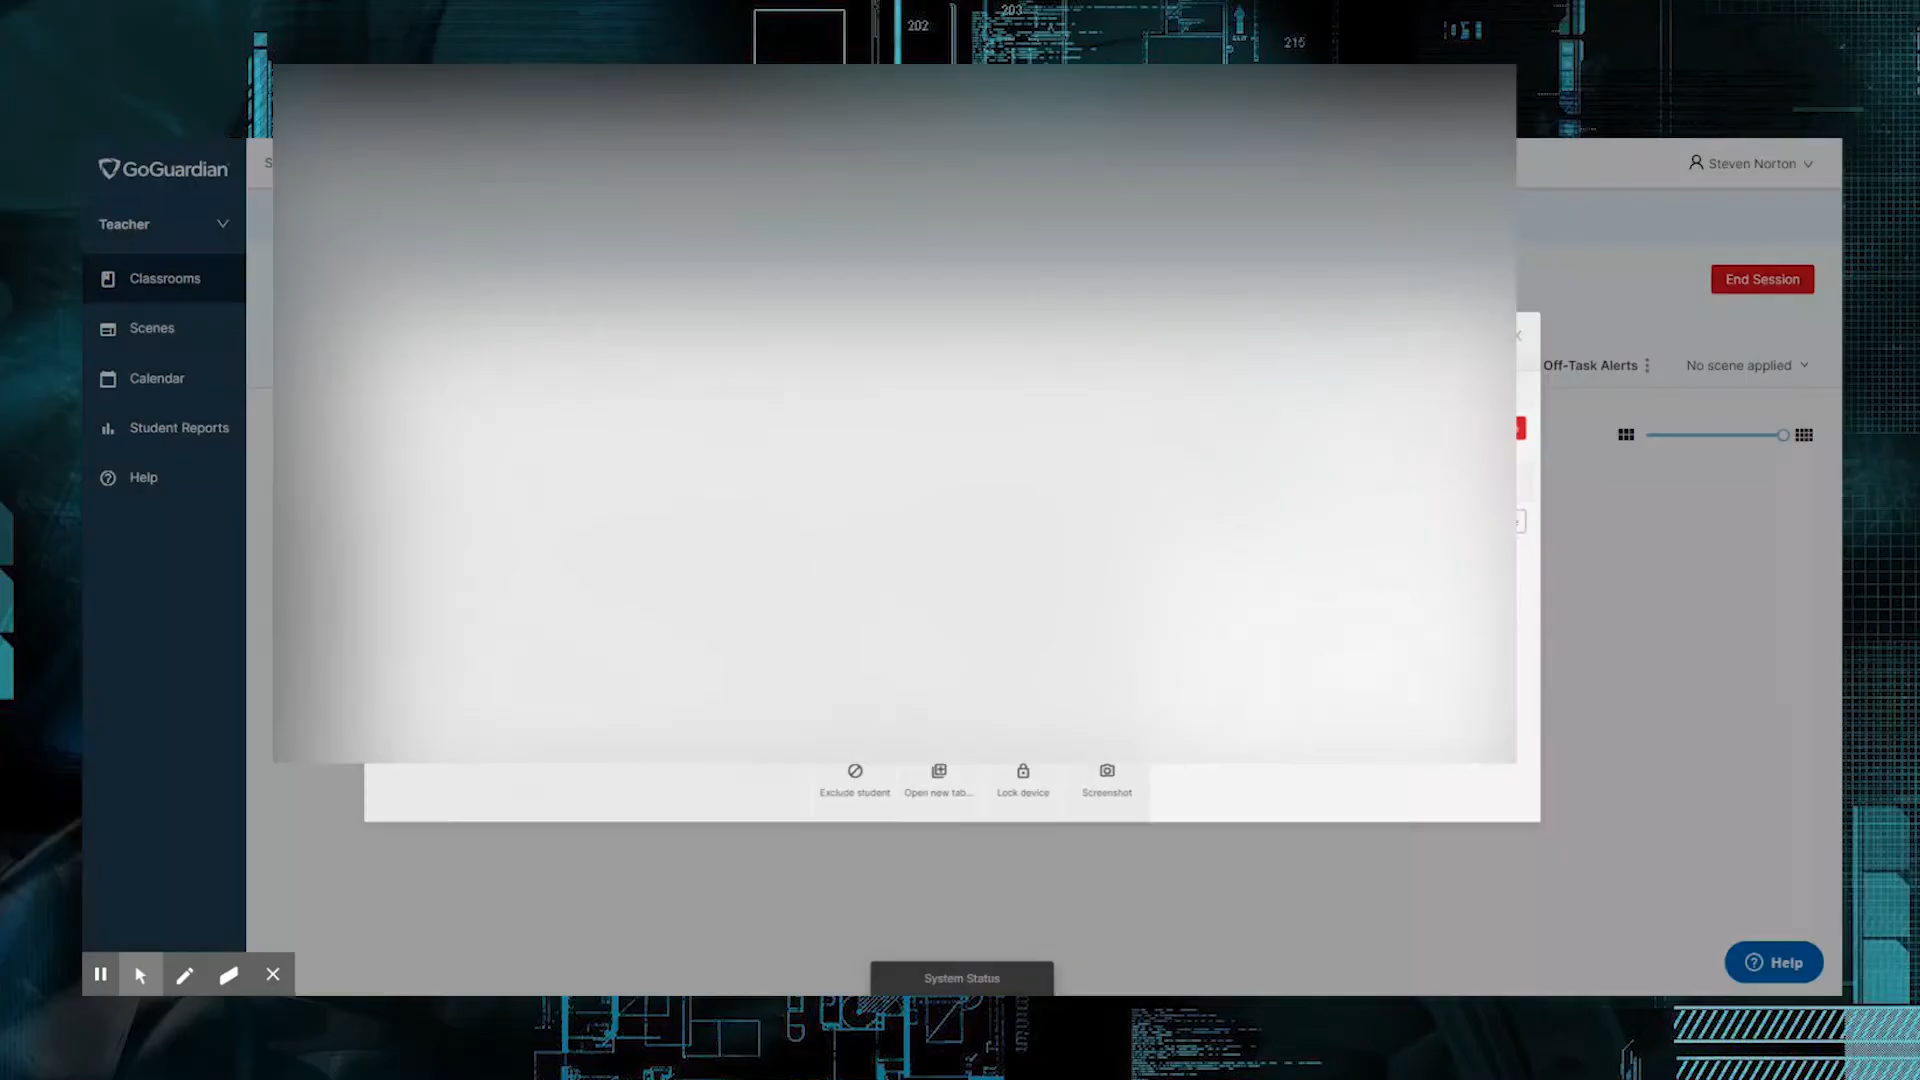 202
203
215
GoGuardian
S
Steven Norton
Teacher
Classrooms
End Session
Scenes
Off-Task Alerts
No scene applied
Calendar
Student Reports
Help
Exclude student
Open new tab...
Lock device
Screenshot
System Status
Help